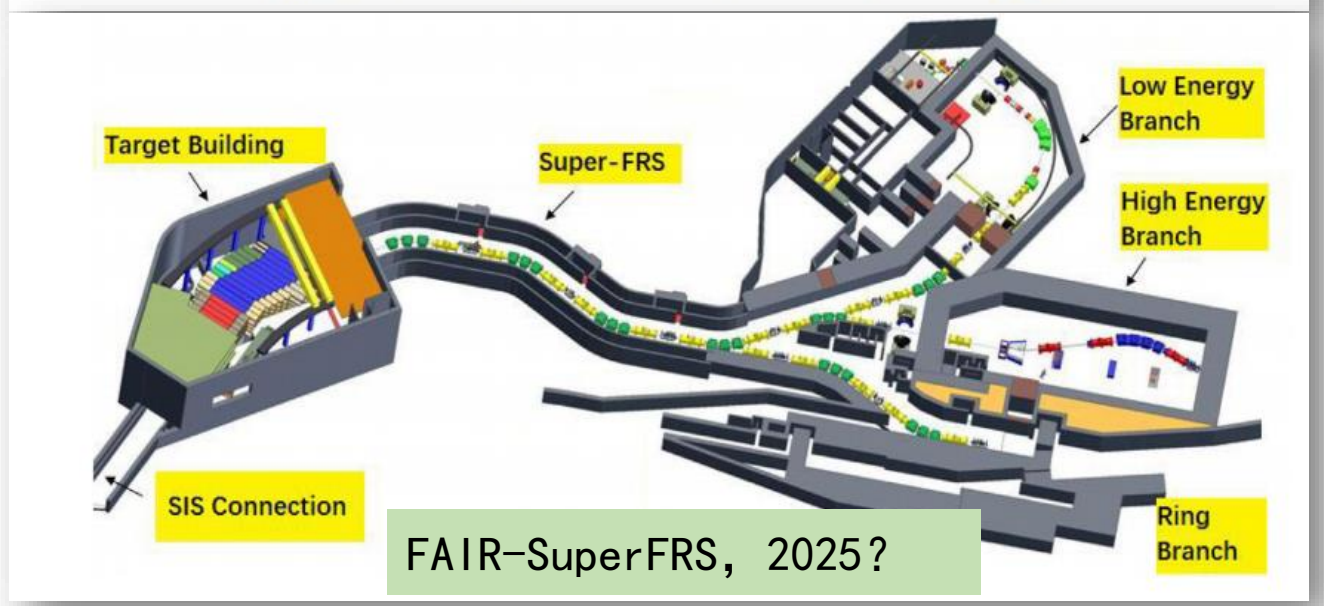 Target Building
Super-FRS
Low Energy
Branch
High Energy
Branch
SIS Connection
Ring
Branch
FAIR-SuperFRS, 2025?